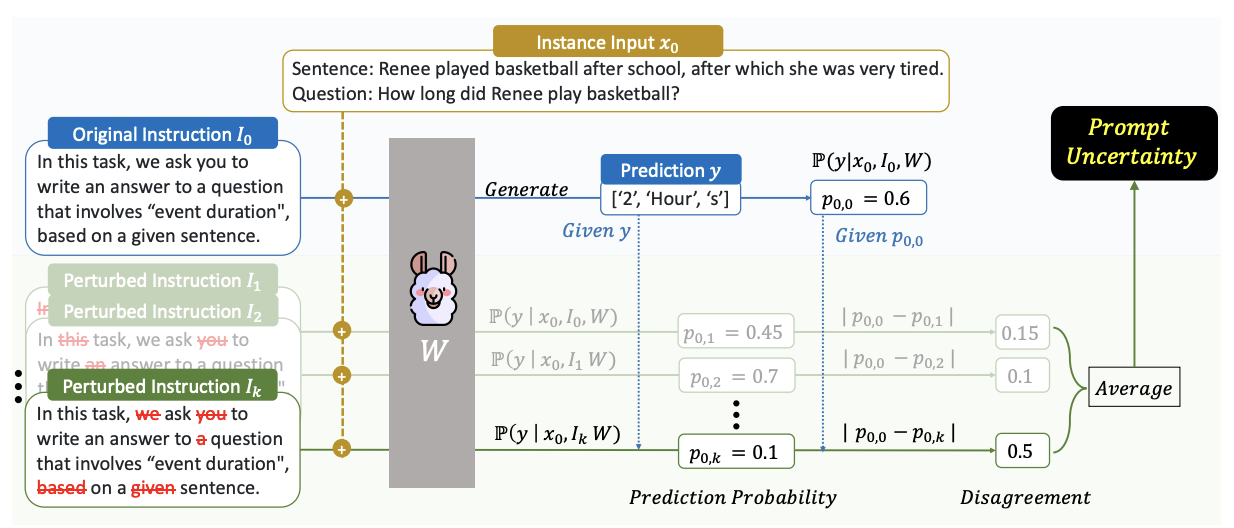 Instance Input x₀
Sentence: Renee played basketball after school, after which she was very tired.
Question: How long did Renee play basketball?
Original Instruction I₀
In this task, we ask you to
write an answer to a question
that involves “event duration",
based on a given sentence.
Generate
Prediction y
[‘2’, ‘Hour’, ‘s’]
ℙ(y|x₀, I₀, W)
p₀,₀ = 0.6
Prompt
Uncertainty
Given y
Given p₀,₀
Perturbed Instruction I₁
Perturbed Instruction I₂
In this task, we ask you to
write an answer to a question
Perturbed Instruction Iₖ
In this task, we ask you to
write an answer to a question
that involves “event duration",
based on a given sentence.
W
ℙ(y | x₀, I₀, W)
p₀,₁ = 0.45
| p₀,₀ − p₀,₁ |
0.15
ℙ(y | x₀, I₁ W)
p₀,₂ = 0.7
| p₀,₀ − p₀,₂ |
0.1
Average
ℙ(y | x₀, Iₖ W)
p₀,ₖ = 0.1
| p₀,₀ − p₀,ₖ |
0.5
Prediction Probability
Disagreement